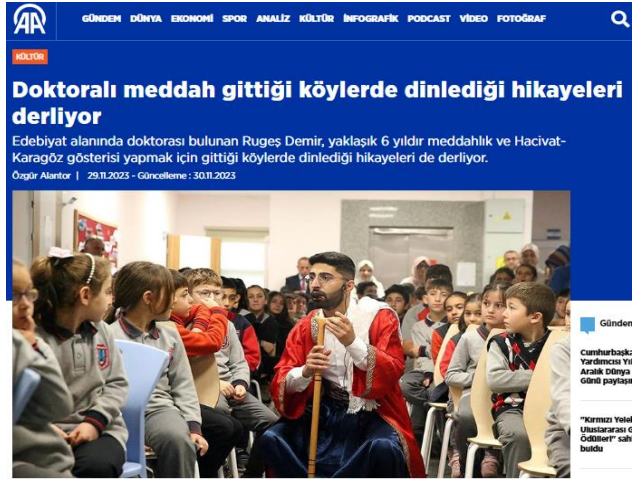 AA
GÜNDEM DÜNYA EKONOMİ SPOR ANALİZ KÜLTÜR İNFOGRAFİK PODCAST VİDEO FOTOĞRAF
KÜLTÜR
Doktoralı meddah gittiği köylerde dinlediği hikayeleri
derliyor
Edebiyat alanında doktorası bulunan Rugeş Demir, yaklaşık 6 yıldır meddahlık ve Hacivat-
Karagöz gösterisi yapmak için gittiği köylerde dinlediği hikayeleri de derliyor.
Özgür Alantor | 29.11.2023 - Güncelleme : 30.11.2023
Günden
Cumhurbaşka
Yardımcısı Yı
Aralık Dünya
Günü paylaşı
"Kırmızı Yelel
Uluslararası G
Ödülleri" sah
buldu